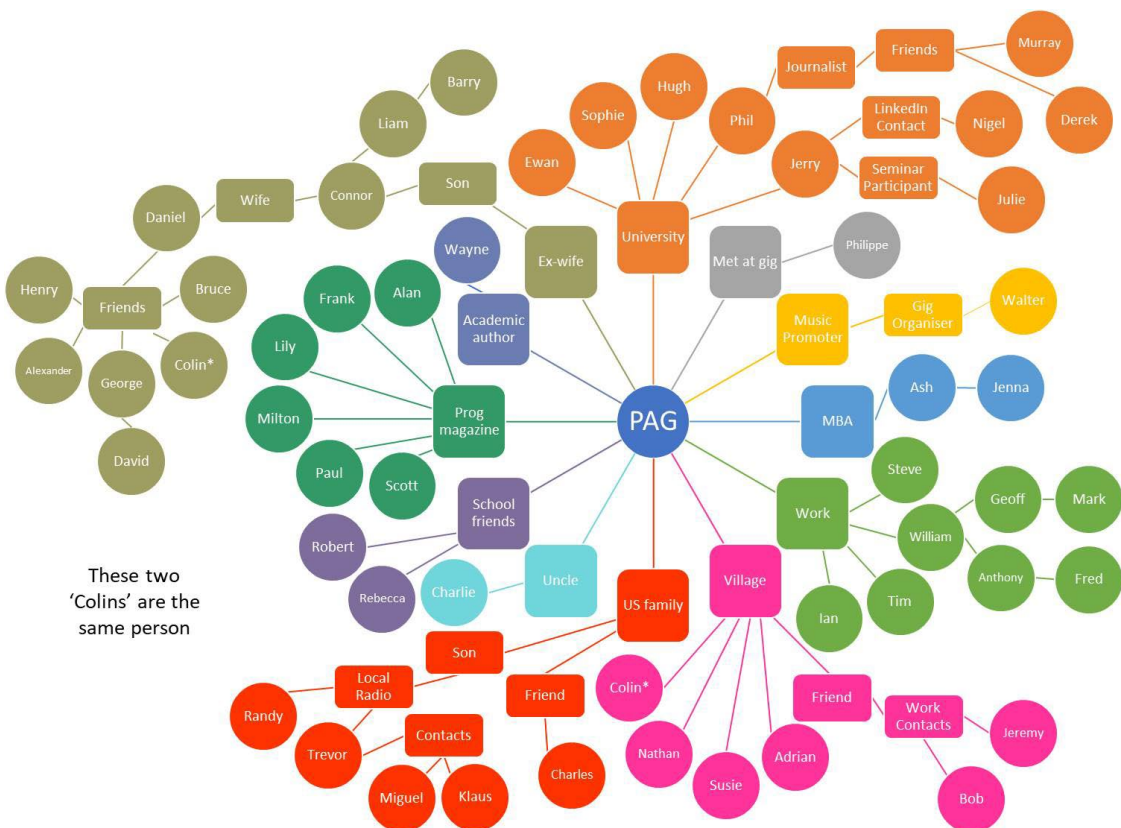 Murray
Friends
Journalist
Barry
Hugh
LinkedIn
Contact
Liam
Sophie
Phil
Nigel
Derek
Ewan
Jerry
Seminar
Participant
Son
Wife
Connor
Julie
Daniel
University
Wayne
Ex-wife
Met at gig
Philippe
Henry
Bruce
Frank
Alan
Friends
Academic
author
Music
Promoter
Gig
Organiser
Walter
Lily
Alexander
George
Colin*
Ash
Jenna
Milton
Prog
magazine
PAG
MBA
David
Paul
Scott
Steve
School
friends
Work
Geoff
Mark
William
Robert
Anthony
Fred
These two
‘Colins’ are the
same person
Rebecca
Charlie
Uncle
US family
Village
Ian
Tim
Son
Local
Radio
Friend
Colin*
Friend
Work
Contacts
Randy
Jeremy
Contacts
Trevor
Nathan
Adrian
Charles
Susie
Miguel
Klaus
Bob